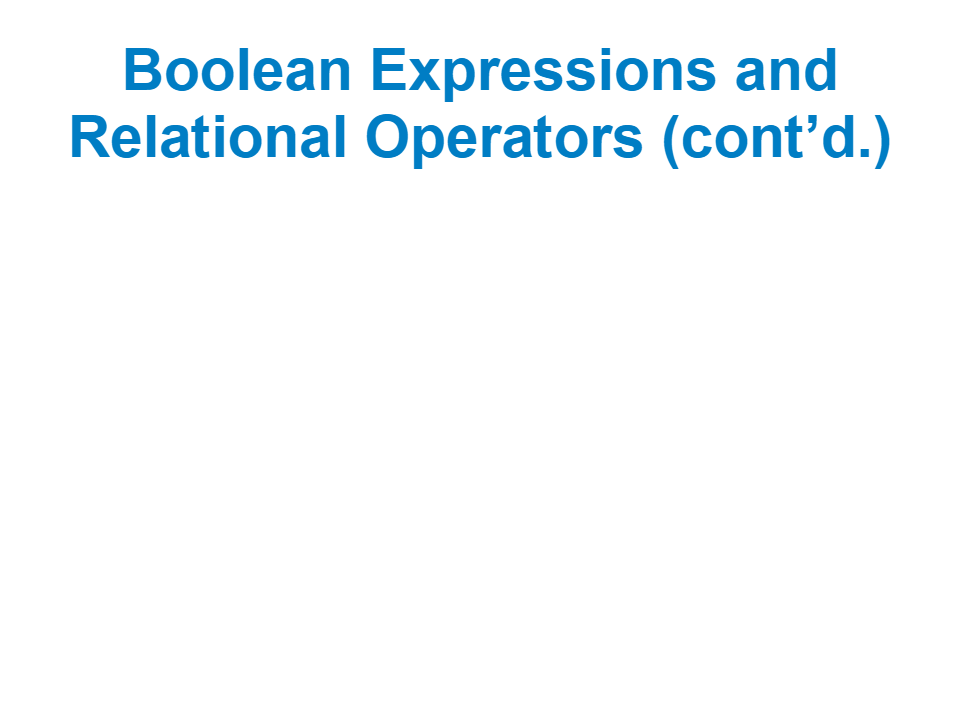 Boolean Expressions and
Relational Operators (cont’d.)